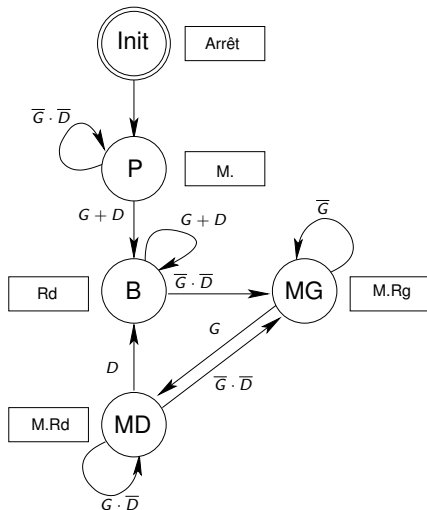 Init
Arrêt
G̅ · D̅
P
M.
G + D
G + D
G̅
Rd
B
G̅ · D̅
MG
M.Rg
G
D
G̅ · D̅
M.Rd
MD
G · D̅